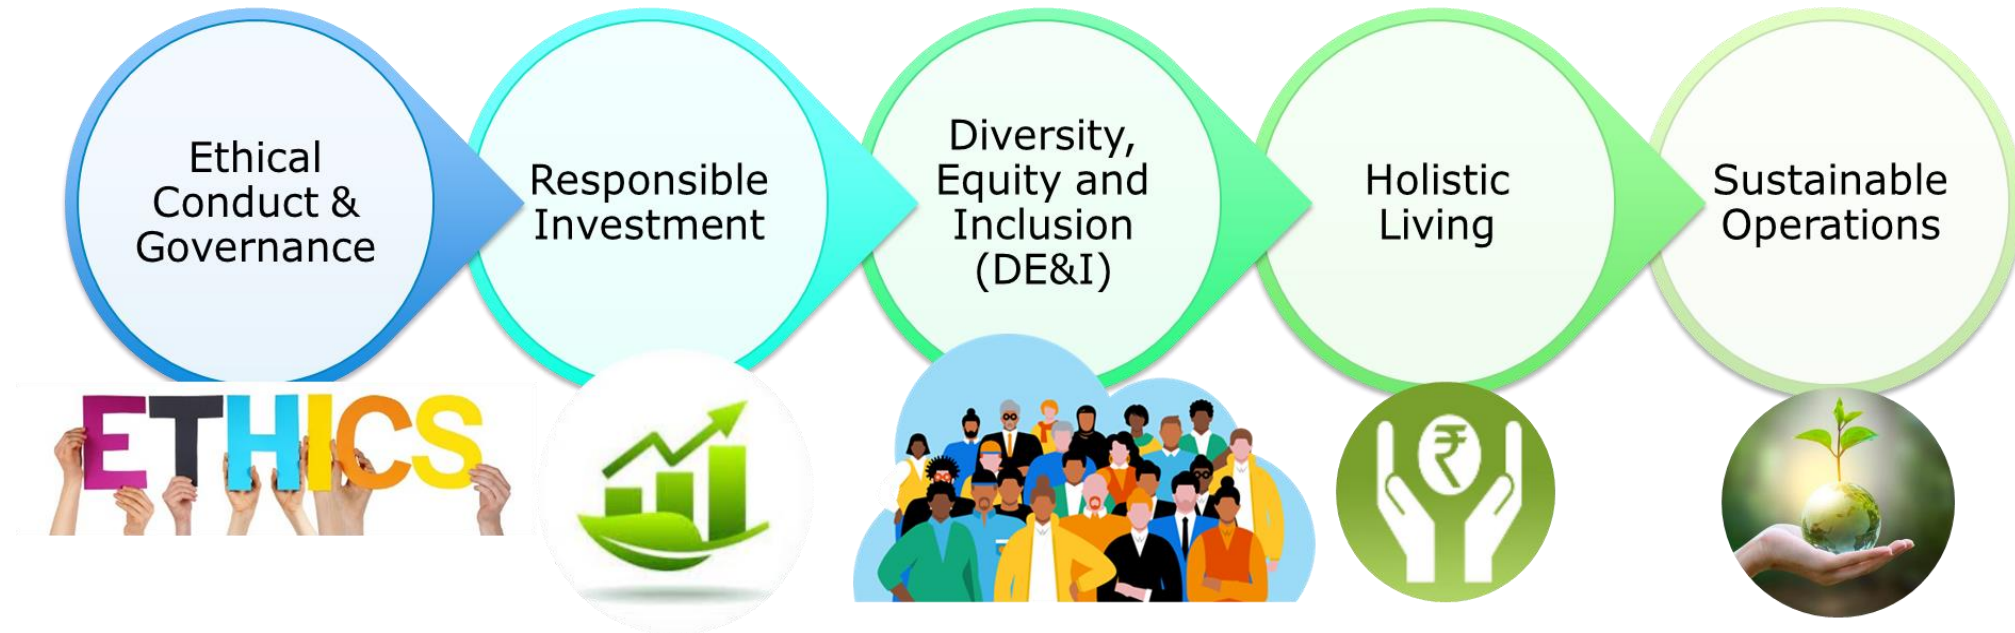 Ethical
Conduct &
Governance
Responsible
Investment
Diversity,
Equity and
Inclusion
(DE&I)
Holistic
Living
Sustainable
Operations
ETHICS
₹